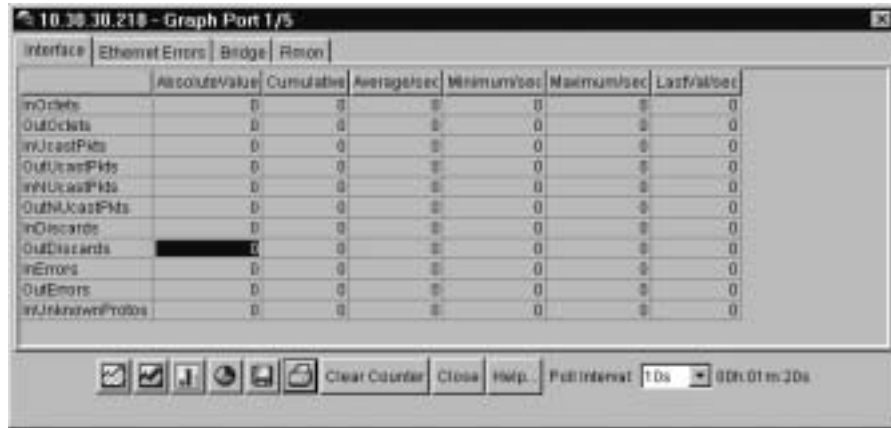 10.30.30.218 - Graph Port 1/5
Interface Ethernet Errors Bridge Rmon
AbsoluteValue Cumulative Average/sec Minimum/sec Maximum/sec LastVal/sec
InOctets 0 0 0 0 0 0
OutOctets 0 0 0 0 0 0
InUcastPkts 0 0 0 0 0 0
OutUcastPkts 0 0 0 0 0 0
InNUcastPkts 0 0 0 0 0 0
OutNUcastPkts 0 0 0 0 0 0
InDiscards 0 0 0 0 0 0
OutDiscards 0 0 0 0 0 0
InErrors 0 0 0 0 0 0
OutErrors 0 0 0 0 0 0
InUnknownProtos 0 0 0 0 0 0
Clear Counter Close Help... Poll Interval: 10s 00h:01m:20s